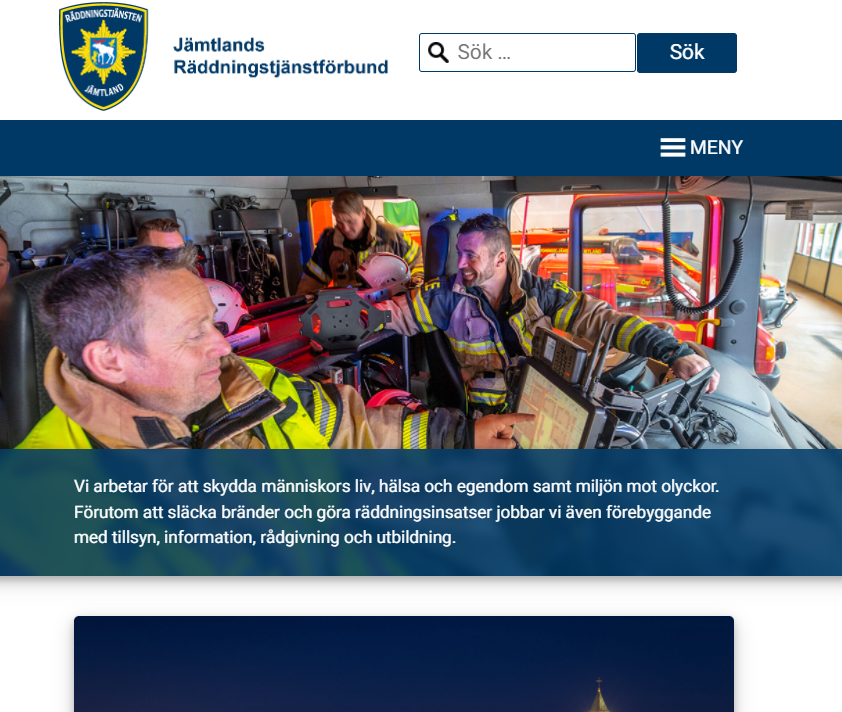 RÄDDNINGSTJÄNSTEN
JÄMTLAND
Jämtlands
Räddningstjänstförbund
Sök ...
Sök
MENY
Vi arbetar för att skydda människors liv, hälsa och egendom samt miljön mot olyckor.
Förutom att släcka bränder och göra räddningsinsatser jobbar vi även förebyggande
med tillsyn, information, rådgivning och utbildning.